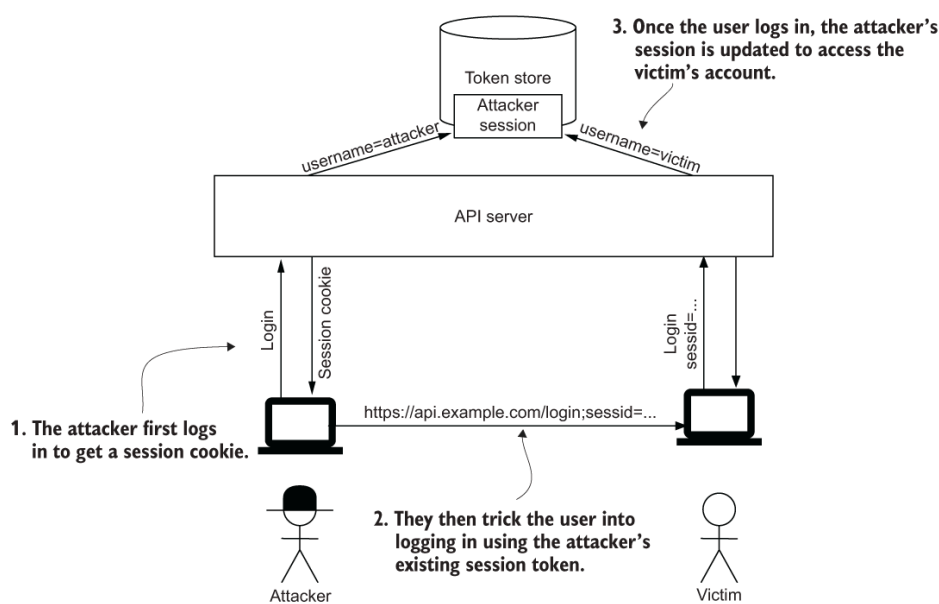 3. Once the user logs in, the attacker’s
session is updated to access the
victim’s account.
Token store
Attacker
session
username=attacker
username=victim
API server
Login
Session cookie
Login
sessid=...
https://api.example.com/login;sessid=...
1. The attacker first logs
in to get a session cookie.
2. They then trick the user into
logging in using the attacker’s
existing session token.
Attacker
Victim